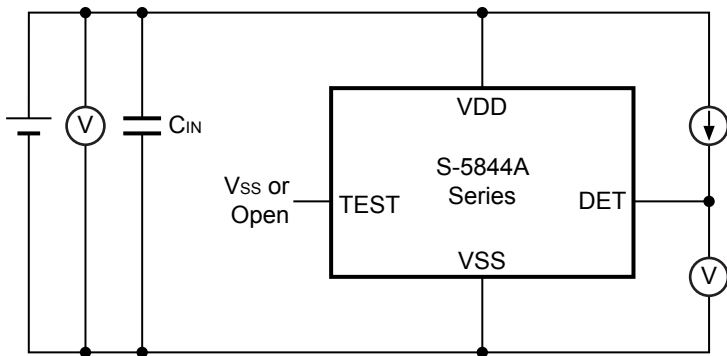 VDD
V
CIN
S-5844A
Series
VSS or
Open
TEST
DET
VSS
V